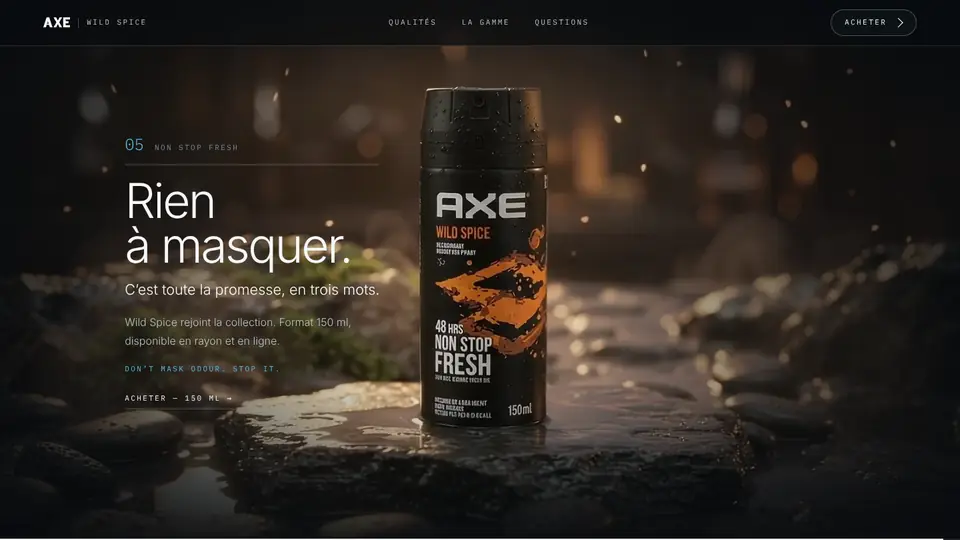 AXE
WILD SPICE
QUALITÉS
LA GAMME
QUESTIONS
ACHETER
05 NON STOP FRESH
Rien
à masquer.
C'est toute la promesse, en trois mots.
Wild Spice rejoint la collection. Format 150 ml,
disponible en rayon et en ligne.
DON'T MASK ODOUR. STOP IT.
ACHETER — 150 ML →
AXE
WILD SPICE
48 HRS
NON STOP
FRESH
150ml